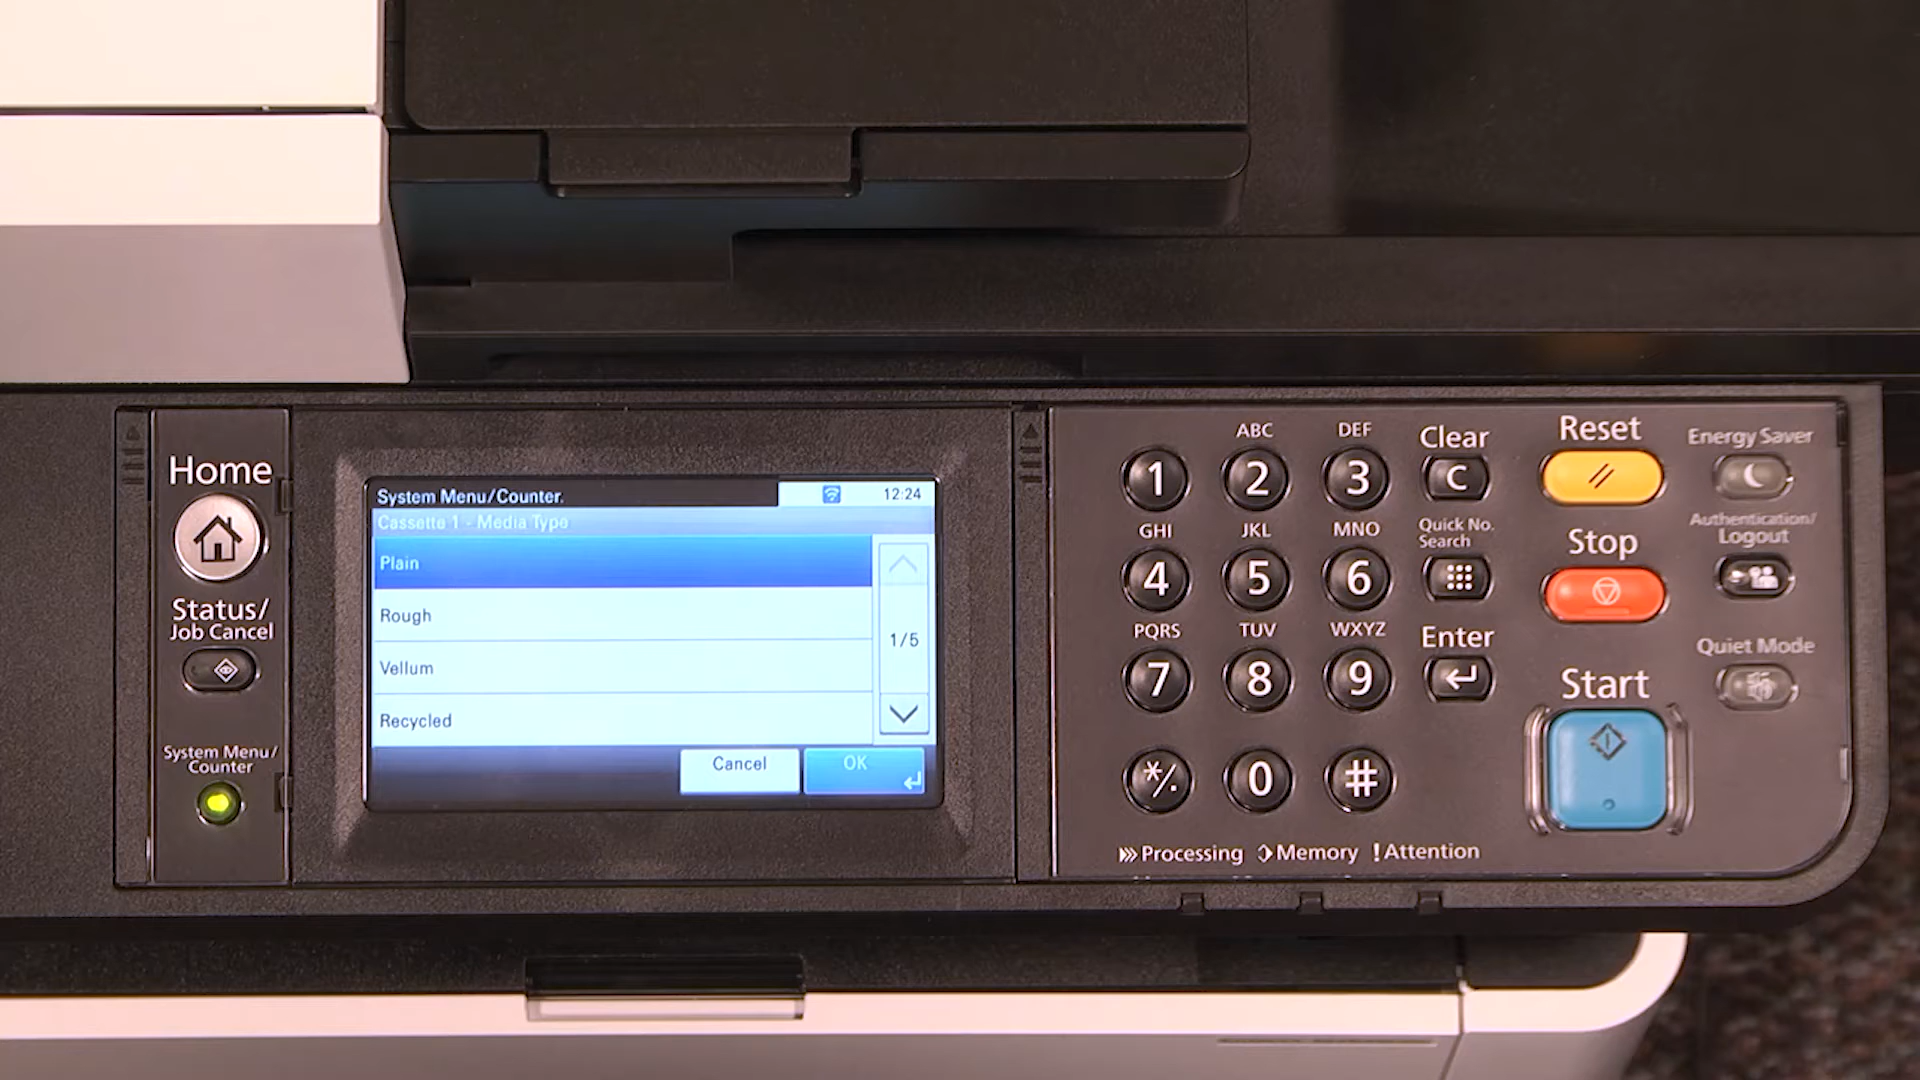 Home
Status/
Job Cancel
System Menu/
Counter
System Menu/Counter.
12:24
Cassette 1 - Media Type
Plain
Rough
Vellum
Recycled
1/5
Cancel
OK
ABC
DEF
Clear
1
2
3
C
GHI
JKL
MNO
Quick No.
Search
4
5
6
PQRS
TUV
WXYZ
Enter
7
8
9
*/.
0
#
Processing
Memory
!Attention
Reset
Stop
Start
Energy Saver
Authentication/
Logout
Quiet Mode